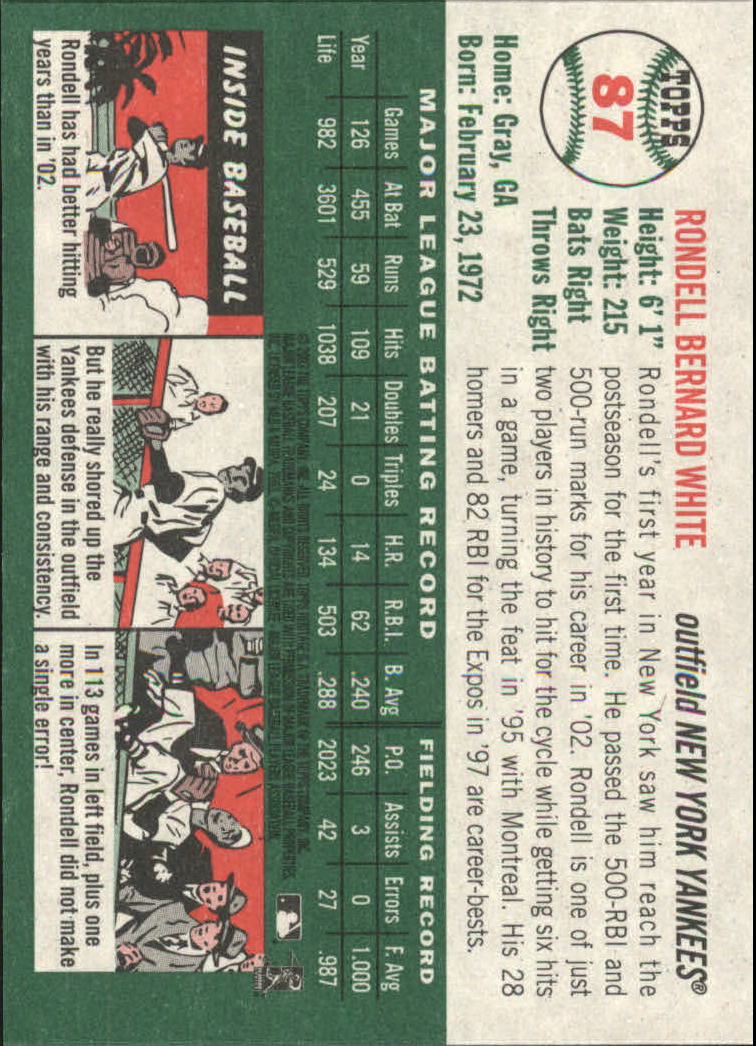 TOPPS
87
RONDELL BERNARD WHITE outfield NEW YORK YANKEES®
Height: 6' 1"
Weight: 215
Bats Right
Throws Right
Home: Gray, GA
Born: February 23, 1972
Rondell's first year in New York saw him reach the
postseason for the first time. He passed the 500-RBI and
500-run marks for his career in '02. Rondell is one of just
two players in history to hit for the cycle while getting six hits
in a game, turning the feat in '95 with Montreal. His 28
homers and 82 RBI for the Expos in '97 are career-bests.
MAJOR LEAGUE BATTING RECORD FIELDING RECORD
Games At Bat Runs Hits Doubles Triples H.R. R.B.I. B. Avg P.O. Assists Errors F. Avg
Year 126 455 59 109 21 0 14 62 .240 246 3 0 1.000
Life 982 3601 529 1038 207 24 134 503 .288 2023 42 27 .987
INSIDE BASEBALL
Rondell has had better hitting
years than in '02.
But he really shored up the
Yankees defense in the outfield
with his range and consistency.
In 113 games in left field, plus one
more in center, Rondell did not make
a single error!